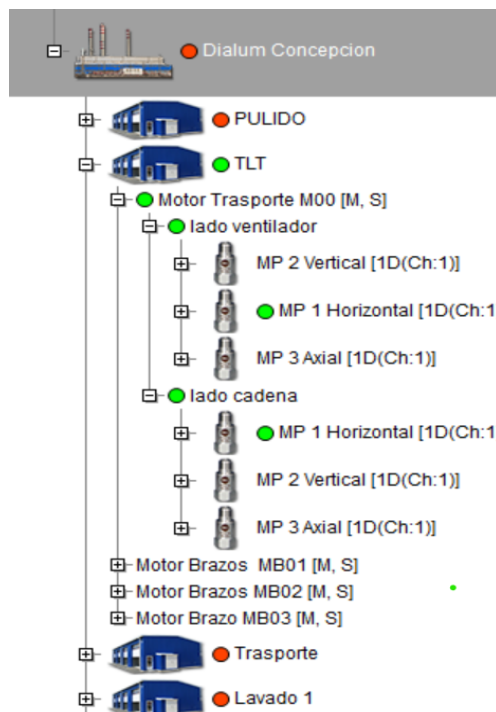 Dialum Concepcion
PULIDO
TLT
Motor Trasporte M00 [M, S]
lado ventilador
MP 2 Vertical [1D(Ch:1)]
MP 1 Horizontal [1D(Ch:1
MP 3 Axial [1D(Ch:1)]
lado cadena
MP 1 Horizontal [1D(Ch:1
MP 2 Vertical [1D(Ch:1)]
MP 3 Axial [1D(Ch:1)]
Motor Brazos  MB01 [M, S]
Motor Brazos MB02 [M, S]
Motor Brazo MB03 [M, S]
Trasporte
Lavado 1